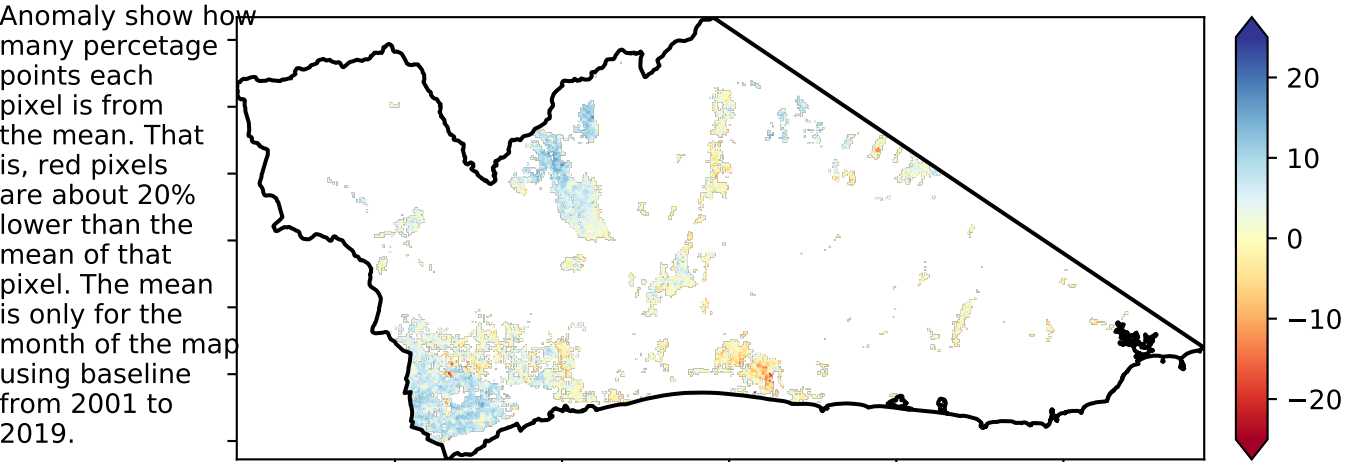 Anomaly show how
many percetage
points each
pixel is from
the mean. That
is, red pixels
are about 20%
lower than the
mean of that
pixel. The mean
is only for the
month of the map
using baseline
from 2001 to
2019.
20
10
0
−10
−20